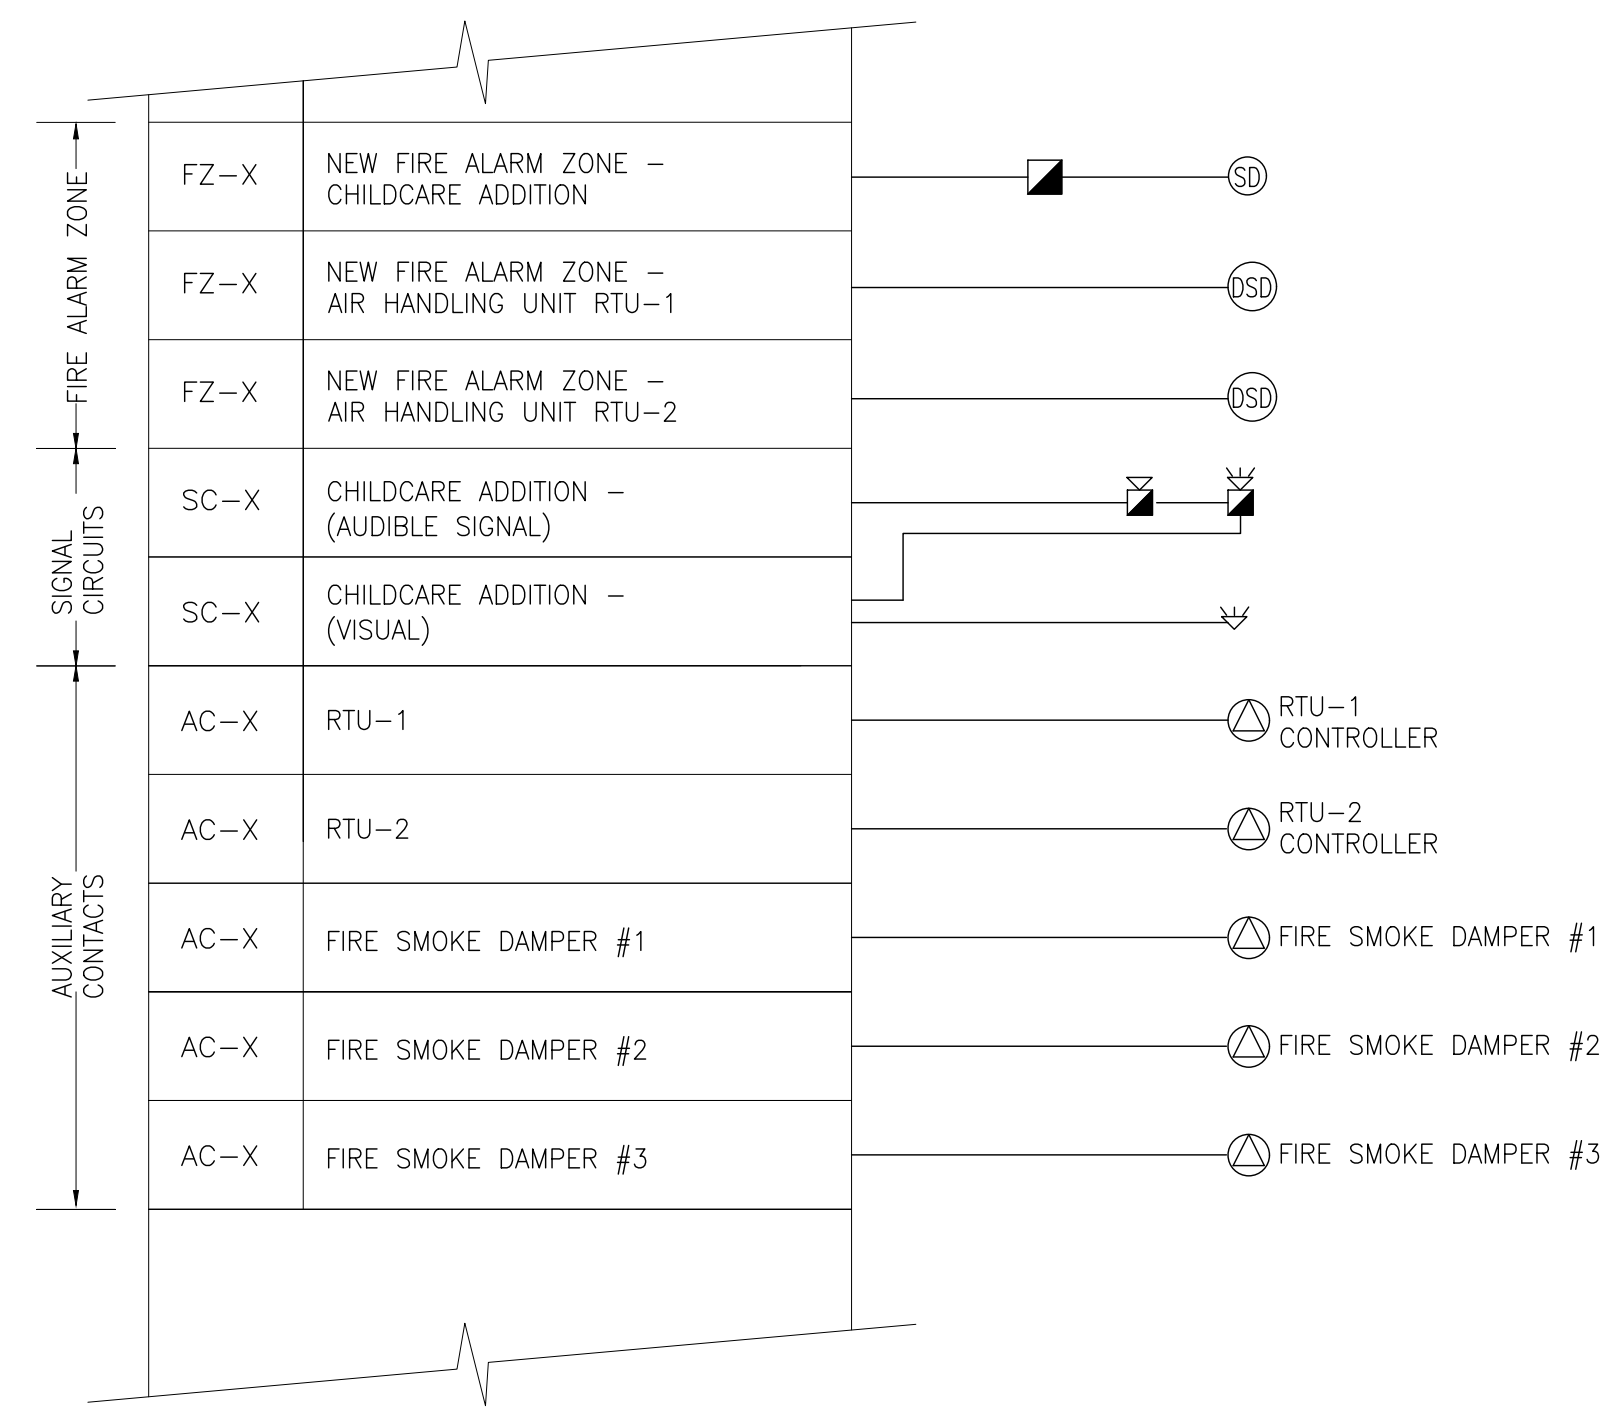 FIRE ALARM ZONE
FZ-X
NEW FIRE ALARM ZONE -
CHILDCARE ADDITION
SD
FZ-X
NEW FIRE ALARM ZONE -
AIR HANDLING UNIT RTU-1
DSD
FZ-X
NEW FIRE ALARM ZONE -
AIR HANDLING UNIT RTU-2
DSD
SIGNAL
CIRCUITS
SC-X
CHILDCARE ADDITION -
(AUDIBLE SIGNAL)
SC-X
CHILDCARE ADDITION -
(VISUAL)
AUXILIARY
CONTACTS
AC-X
RTU-1
RTU-1
CONTROLLER
AC-X
RTU-2
RTU-2
CONTROLLER
AC-X
FIRE SMOKE DAMPER #1
FIRE SMOKE DAMPER #1
AC-X
FIRE SMOKE DAMPER #2
FIRE SMOKE DAMPER #2
AC-X
FIRE SMOKE DAMPER #3
FIRE SMOKE DAMPER #3